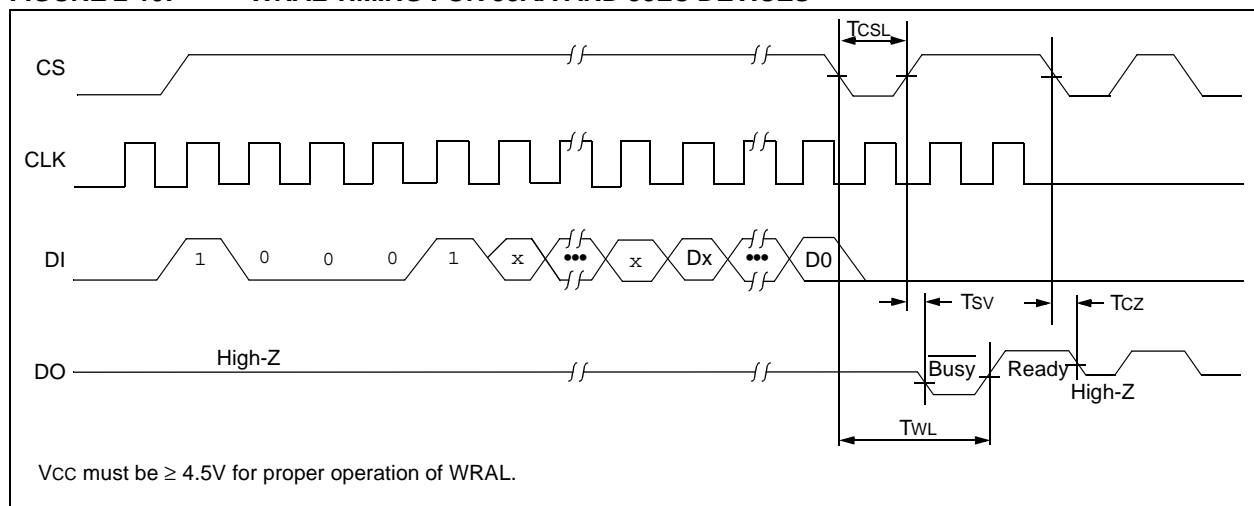 TCSL
CS
CLK
DI 1 0 0 0 1 x ••• x Dx ••• D0
TSV TCZ
High-Z
DO Busy Ready
High-Z
TWL
VCC must be ≥ 4.5V for proper operation of WRAL.